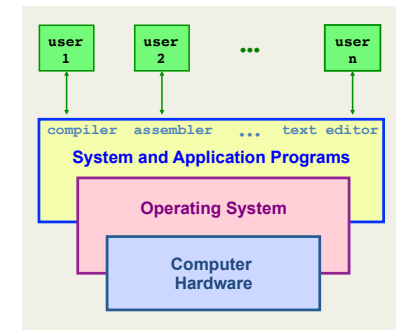 user user ... user
1 2 n
compiler assembler ... text editor
System and Application Programs
Operating System
Computer
Hardware